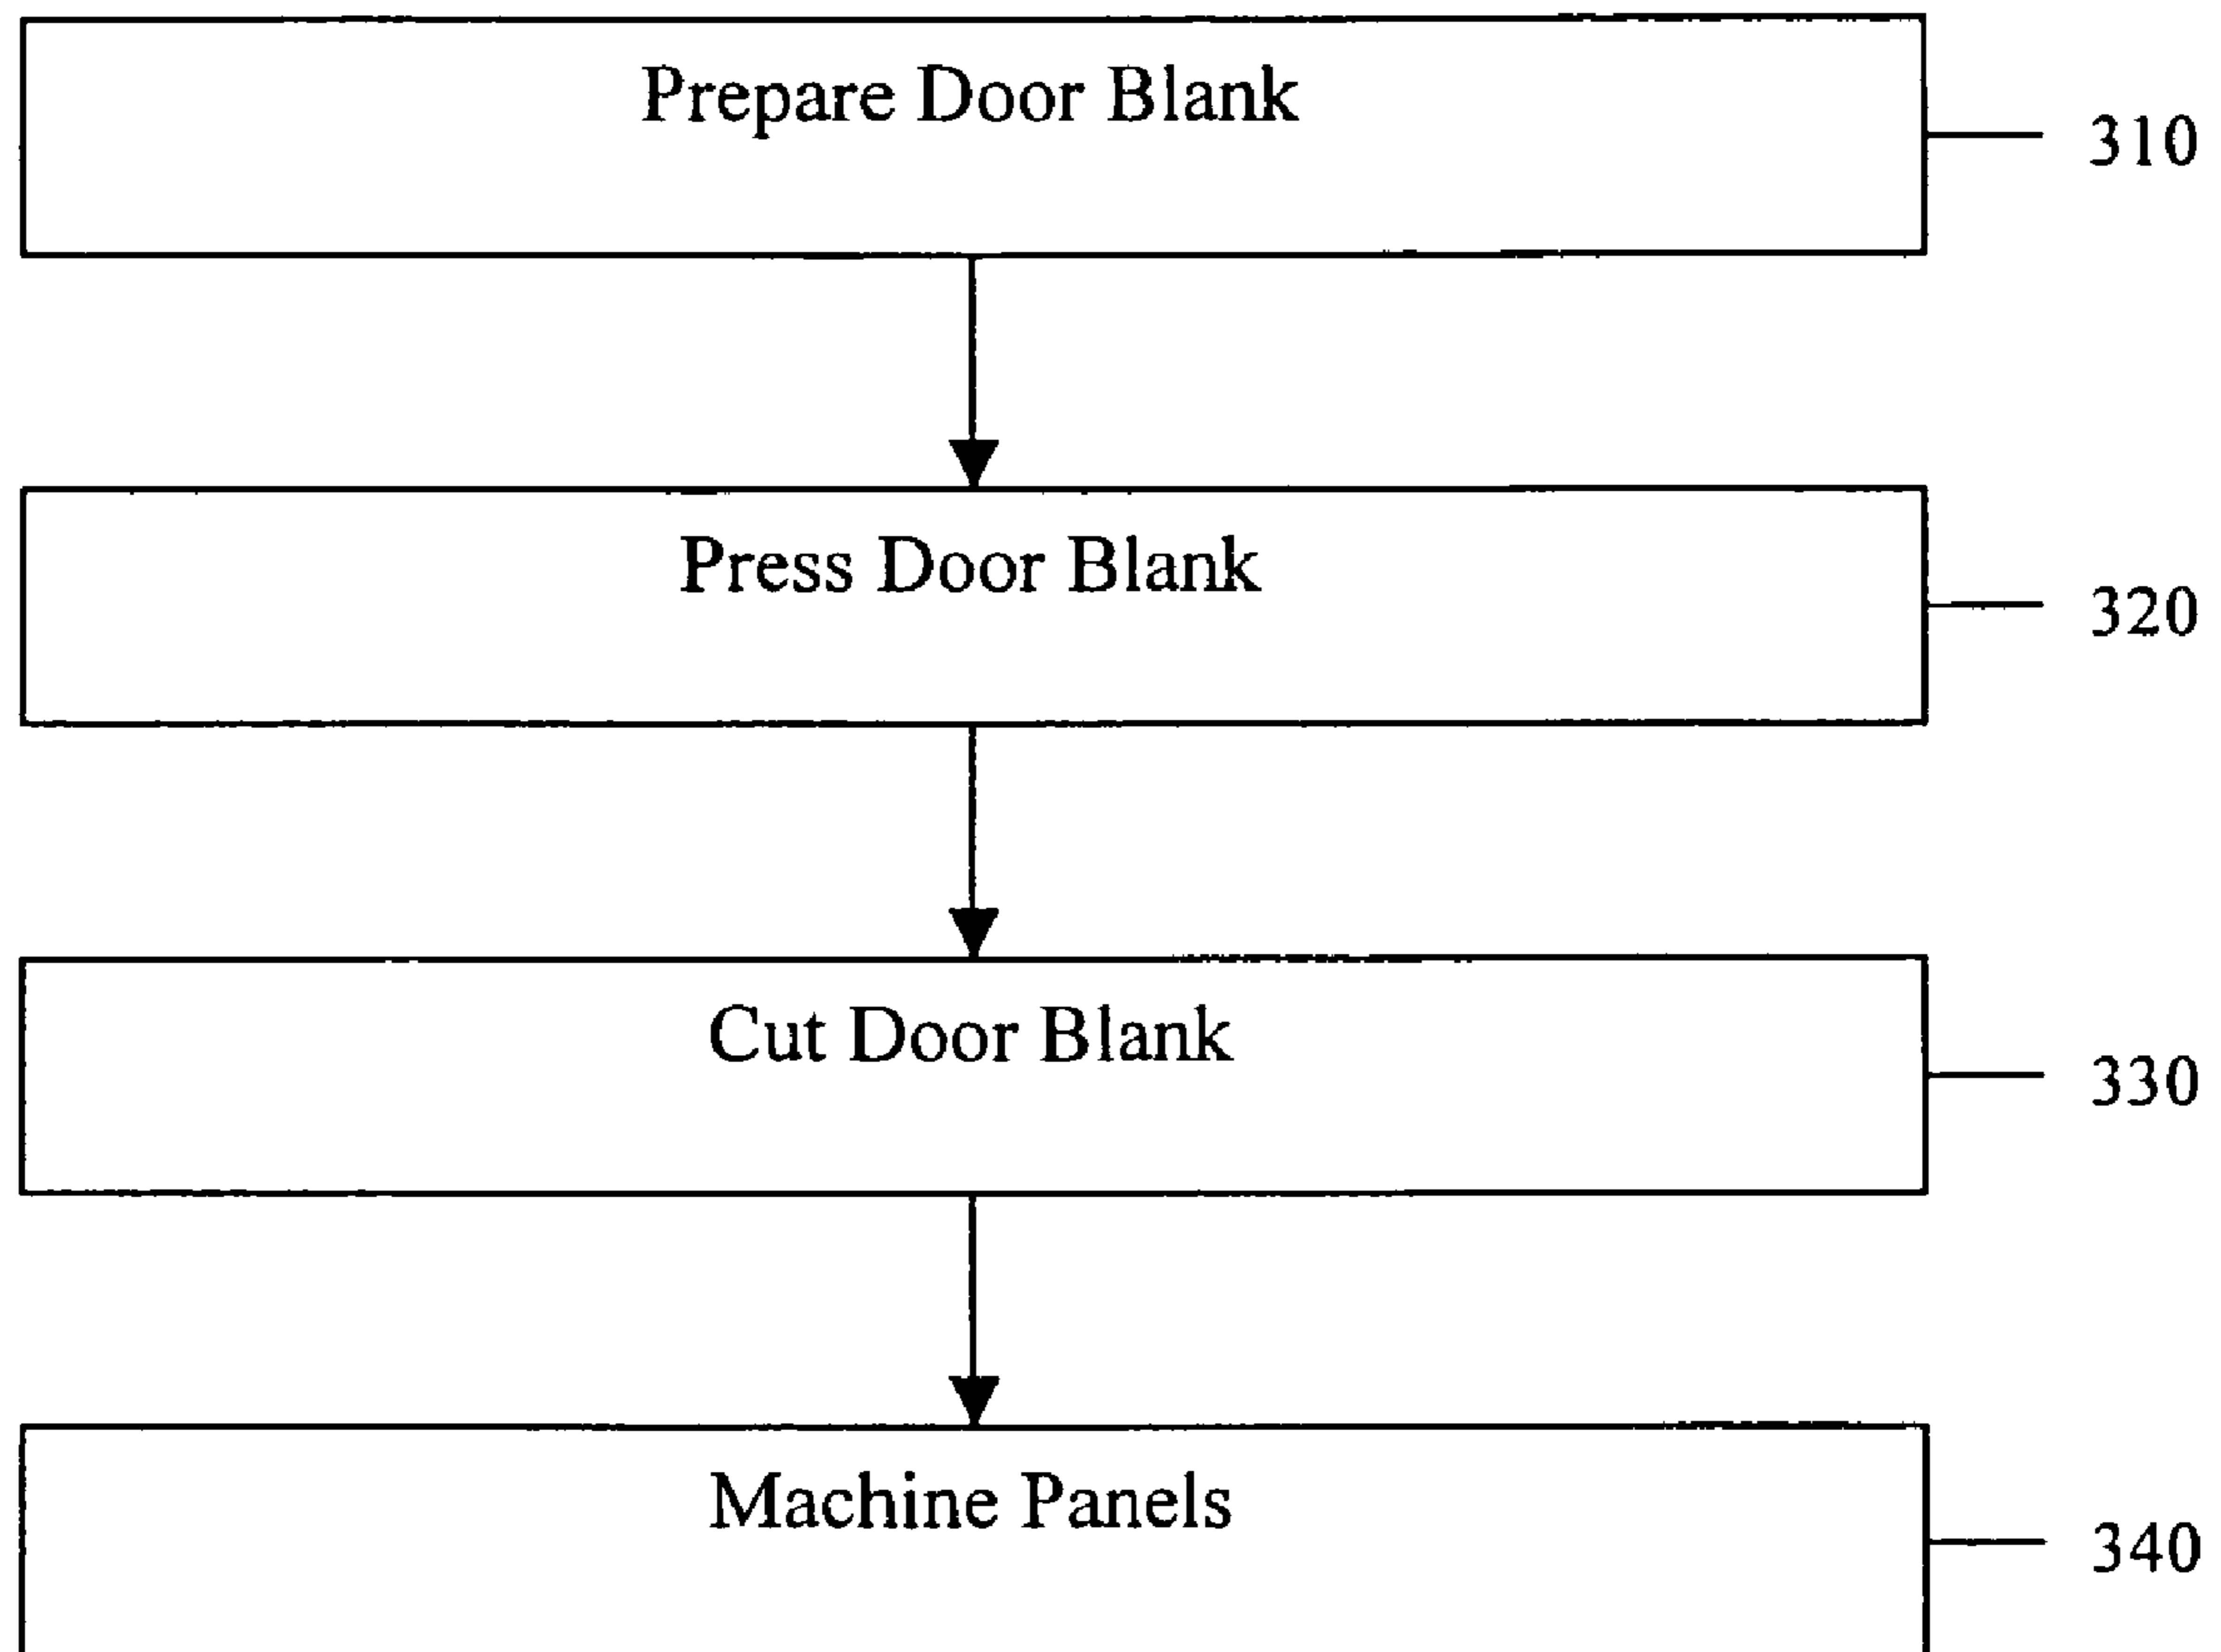 Prepare Door Blank
310
Press Door Blank
320
Cut Door Blank
330
Machine Panels
340